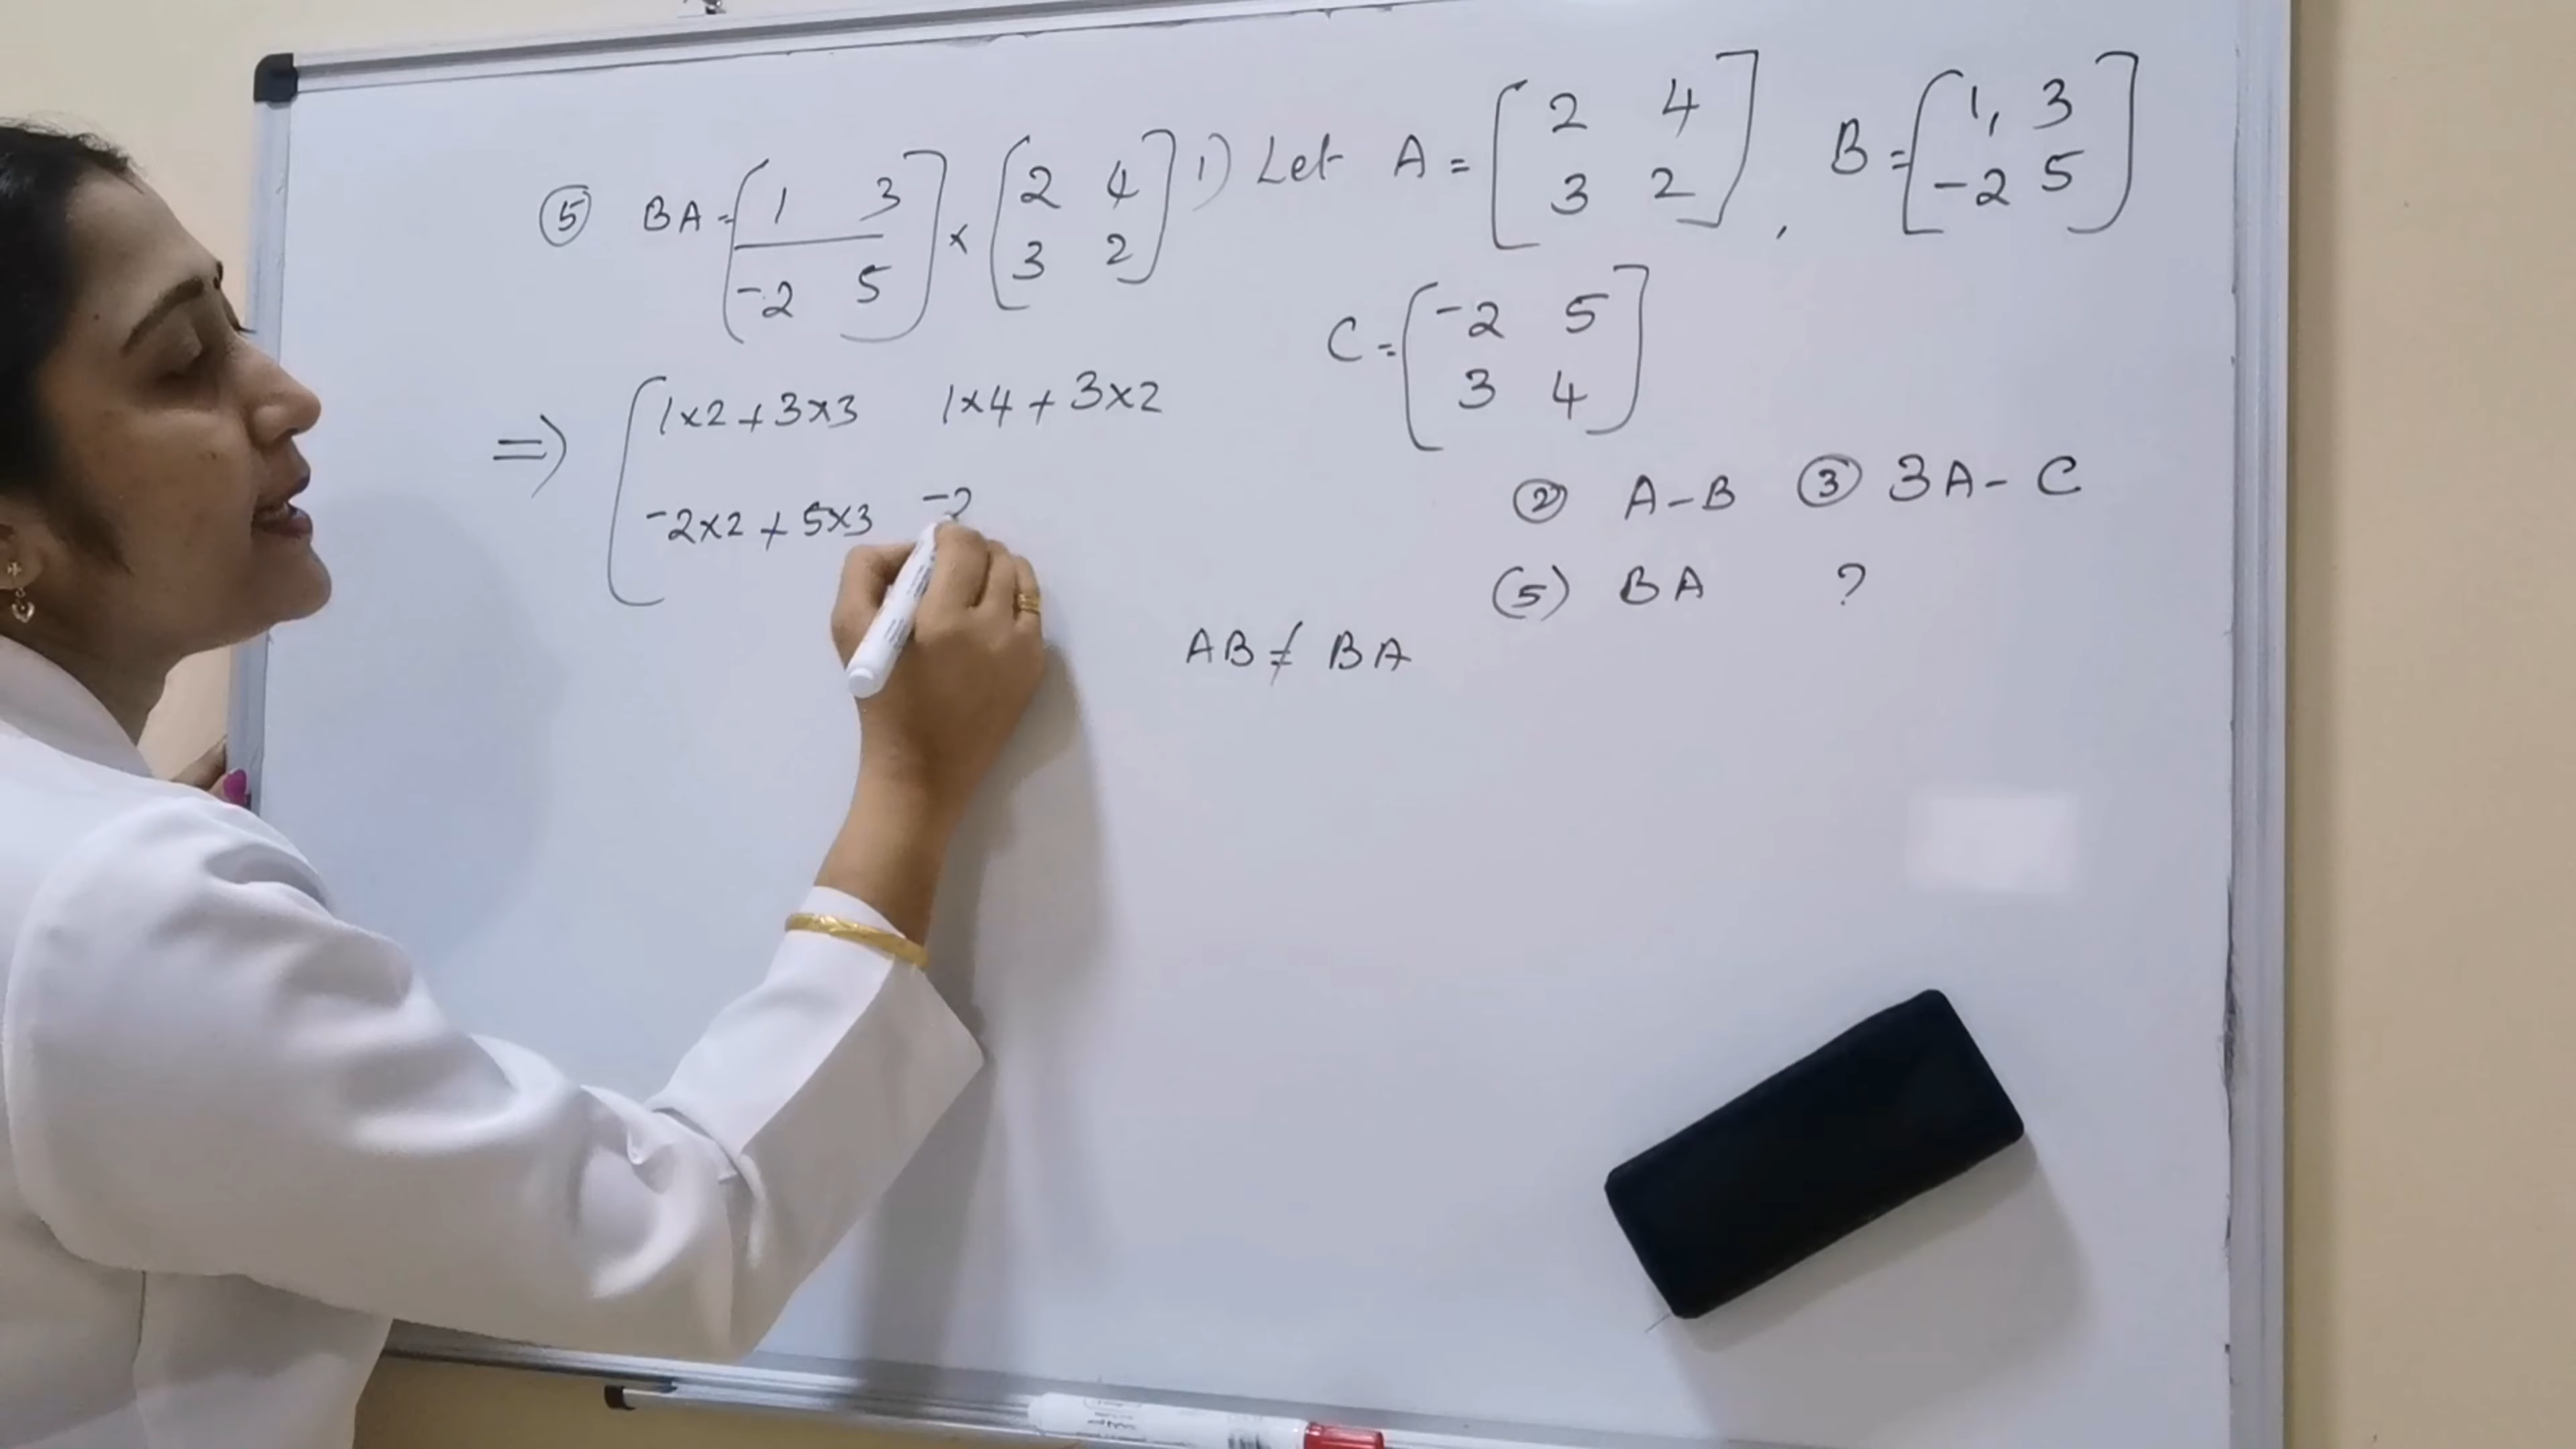 1) Let A = [2 4
3 2] , B = [1, 3
-2 5]
C = [-2 5
3 4]
② A - B ③ 3A - C
(5) BA ?
AB ≠ BA
⑤ BA = [1 3
-2 5] × [2 4
3 2]
⇒ [1×2+3×3 1×4+3×2
-2×2+5×3 -2